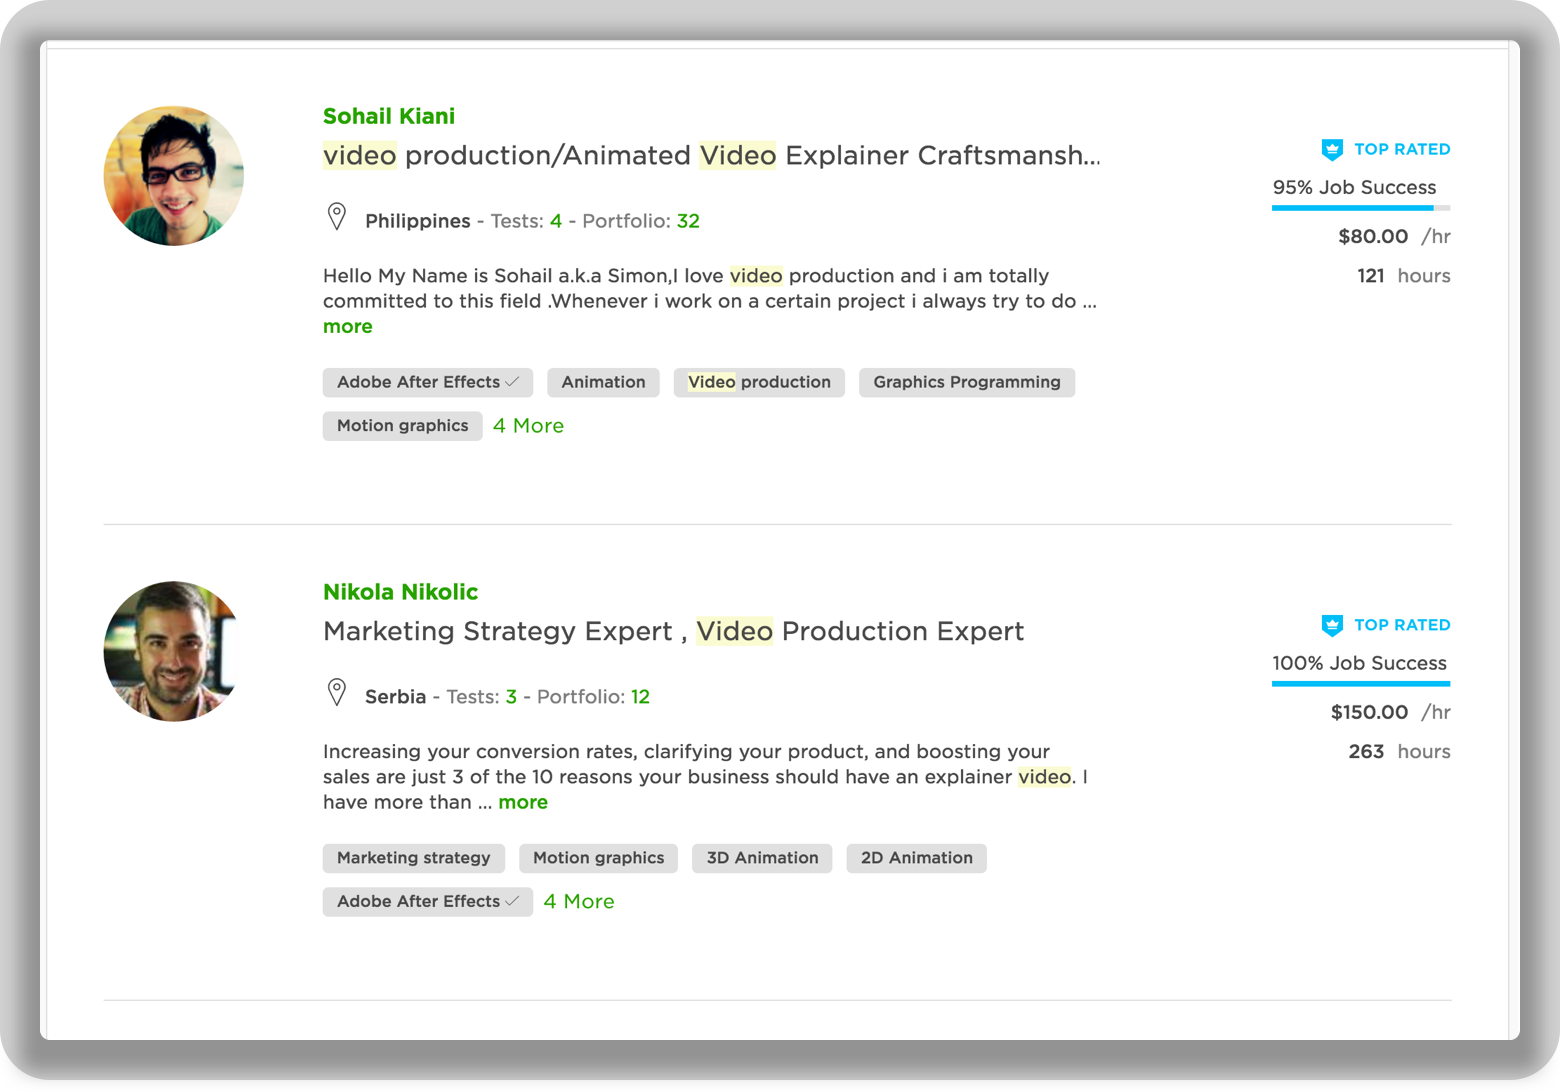 Sohail Kiani
video production/Animated Video Explainer Craftsmansh...
TOP RATED
95% Job Success
Philippines - Tests: 4 - Portfolio: 32
$80.00 /hr
121 hours
Hello My Name is Sohail a.k.a Simon,I love video production and i am totally
committed to this field .Whenever i work on a certain project i always try to do ...
more
Adobe After Effects ✓ Animation Video production Graphics Programming
Motion graphics 4 More
Nikola Nikolic
Marketing Strategy Expert , Video Production Expert
TOP RATED
100% Job Success
Serbia - Tests: 3 - Portfolio: 12
$150.00 /hr
263 hours
Increasing your conversion rates, clarifying your product, and boosting your
sales are just 3 of the 10 reasons your business should have an explainer video. I
have more than ... more
Marketing strategy Motion graphics 3D Animation 2D Animation
Adobe After Effects ✓ 4 More